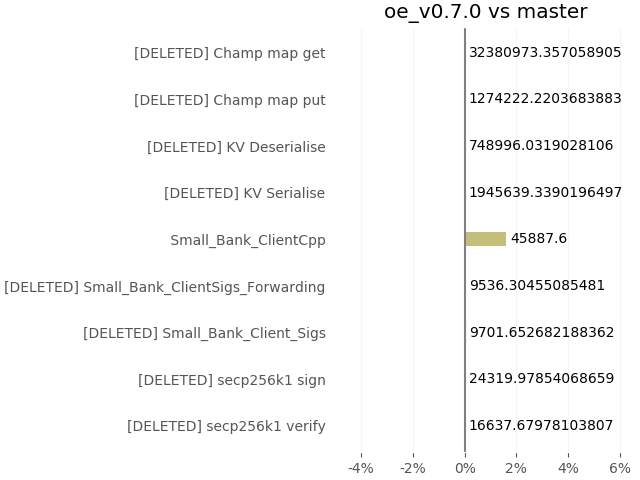 oe_v0.7.0 vs master
[DELETED] Champ map get 32380973.357058905
[DELETED] Champ map put 1274222.2203683883
[DELETED] KV Deserialise 748996.0319028106
[DELETED] KV Serialise 1945639.3390196497
Small_Bank_ClientCpp 45887.6
[DELETED] Small_Bank_ClientSigs_Forwarding 9536.30455085481
[DELETED] Small_Bank_Client_Sigs 9701.652682188362
[DELETED] secp256k1 sign 24319.97854068659
[DELETED] secp256k1 verify 16637.67978103807
-4% -2% 0% 2% 4% 6%